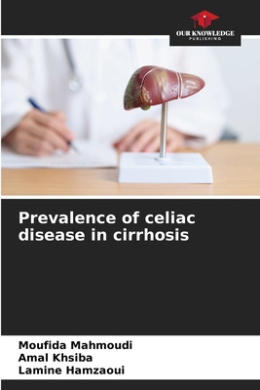 OUR KNOWLEDGE
PUBLISHING
Prevalence of celiac
disease in cirrhosis
Moufida Mahmoudi
Amal Khsiba
Lamine Hamzaoui